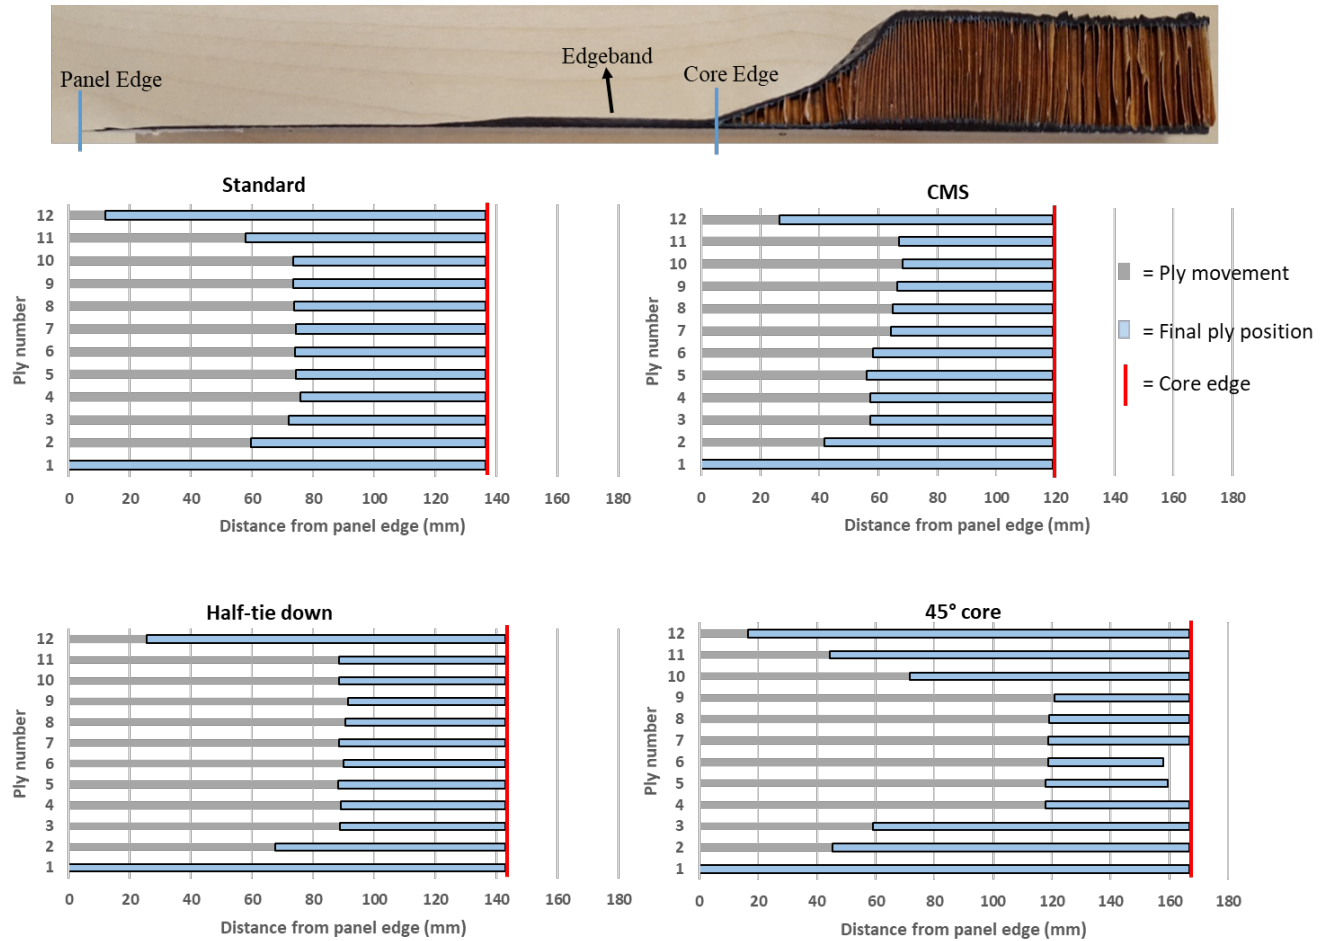 Panel Edge
Edgeband
Core Edge
Standard
Ply number
12
11
10
9
8
7
6
5
4
3
2
1
0 20 40 60 80 100 120 140 160 180
Distance from panel edge (mm)
CMS
Ply number
12
11
10
9
8
7
6
5
4
3
2
1
0 20 40 60 80 100 120 140 160 180
Distance from panel edge (mm)
= Ply movement
= Final ply position
= Core edge
Half-tie down
Ply number
12
11
10
9
8
7
6
5
4
3
2
1
0 20 40 60 80 100 120 140 160 180
Distance from panel edge (mm)
45° core
Ply number
12
11
10
9
8
7
6
5
4
3
2
1
0 20 40 60 80 100 120 140 160 180
Distance from panel edge (mm)